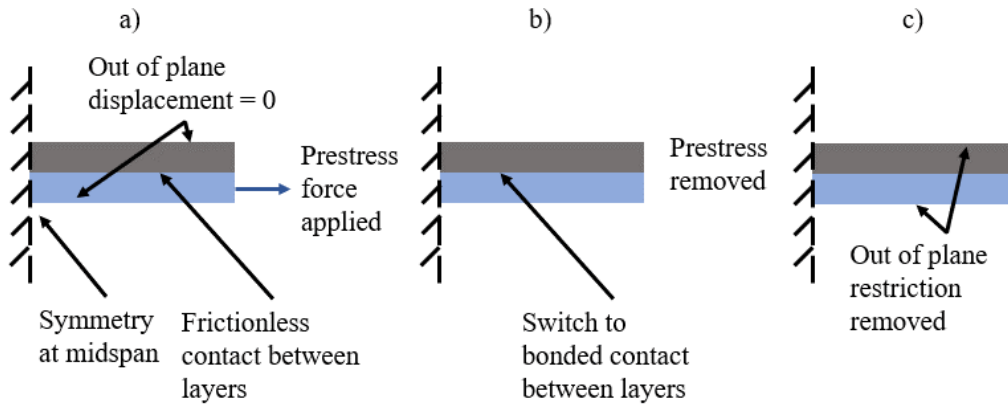 a)
Out of plane
displacement = 0
Prestress
force
applied
Symmetry
at midspan
Frictionless
contact between
layers
b)
Prestress
removed
Switch to
bonded contact
between layers
c)
Out of plane
restriction
removed